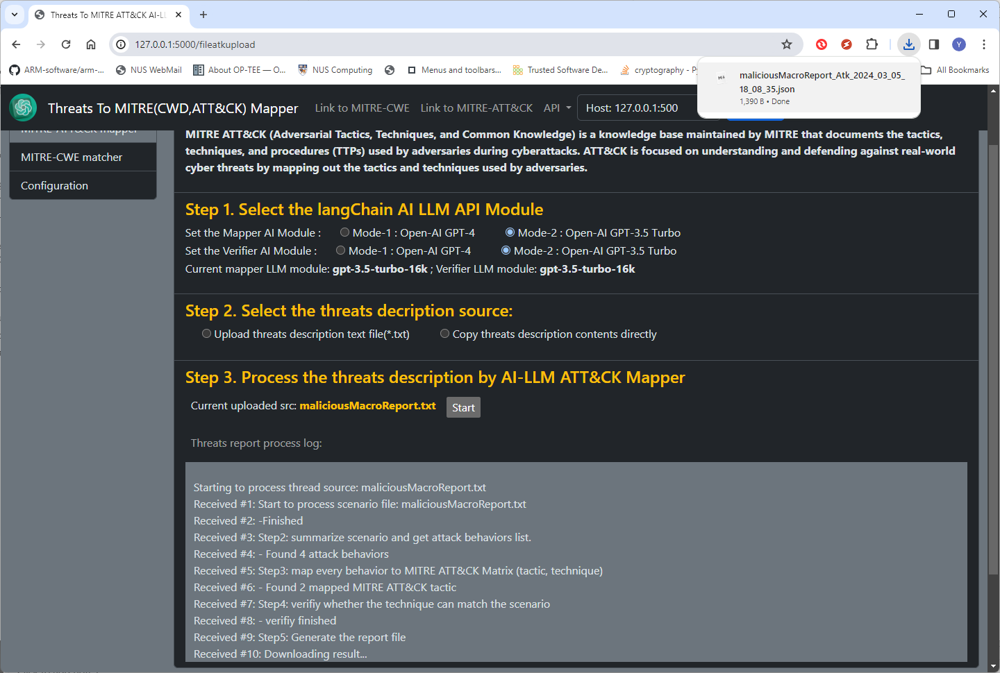 Threats To MITRE ATT&CK AI-LL
127.0.0.1:5000/fileatkupload
Y
ARM-software/arm-...
NUS WebMail
About OP-TEE — O...
NUS Computing
Menus and toolbars...
Trusted Software De...
cryptography - Py
All Bookmarks
maliciousMacroReport_Atk_2024_03_05_
18_08_35.json
1,390 B • Done
Threats To MITRE(CWD,ATT&CK) Mapper
Link to MITRE-CWE
Link to MITRE-ATT&CK
API
Host: 127.0.0.1:500
MITRE-ATT&CK mapper
MITRE-CWE matcher
Configuration
MITRE ATT&CK (Adversarial Tactics, Techniques, and Common Knowledge) is a knowledge base maintained by MITRE that documents the tactics,
techniques, and procedures (TTPs) used by adversaries during cyberattacks. ATT&CK is focused on understanding and defending against real-world
cyber threats by mapping out the tactics and techniques used by adversaries.
Step 1. Select the langChain AI LLM API Module
Set the Mapper AI Module : Mode-1 : Open-AI GPT-4 Mode-2 : Open-AI GPT-3.5 Turbo
Set the Verifier AI Module : Mode-1 : Open-AI GPT-4 Mode-2 : Open-AI GPT-3.5 Turbo
Current mapper LLM module: gpt-3.5-turbo-16k ; Verifier LLM module: gpt-3.5-turbo-16k
Step 2. Select the threats decription source:
Upload threats description text file(*.txt) Copy threats description contents directly
Step 3. Process the threats description by AI-LLM ATT&CK Mapper
Current uploaded src: maliciousMacroReport.txt Start
Threats report process log:
Starting to process thread source: maliciousMacroReport.txt
Received #1: Start to process scenario file: maliciousMacroReport.txt
Received #2: -Finished
Received #3: Step2: summarize scenario and get attack behaviors list.
Received #4: - Found 4 attack behaviors
Received #5: Step3: map every behavior to MITRE ATT&CK Matrix (tactic, technique)
Received #6: - Found 2 mapped MITRE ATT&CK tactic
Received #7: Step4: verifiy whether the technique can match the scenario
Received #8: - verifiy finished
Received #9: Step5: Generate the report file
Received #10: Downloading result...